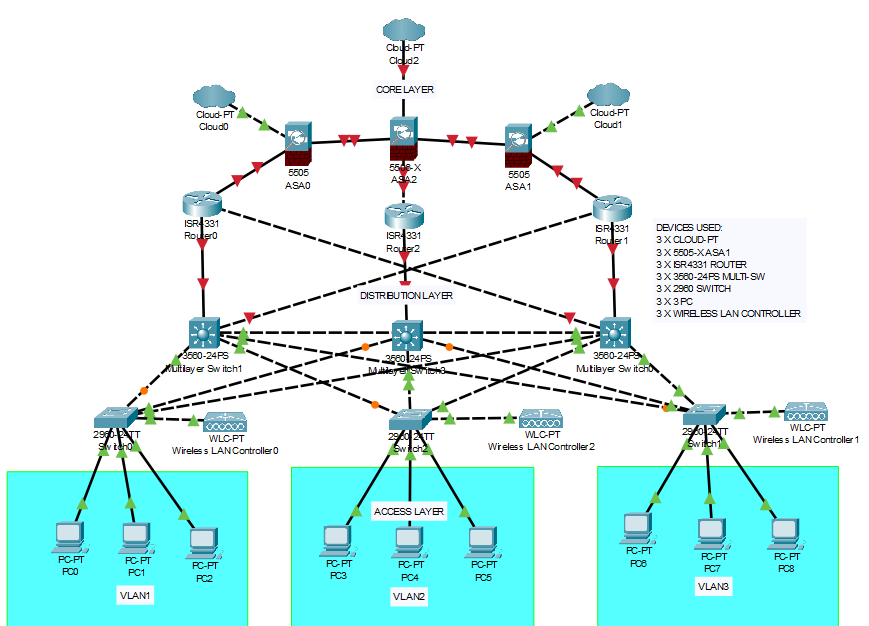 Cloud-PT
Cloud2
CORE LAYER
Cloud-PT
Cloud0
Cloud-PT
Cloud1
5505
ASA0
5506-X
ASA2
5505
ASA1
ISR4331
Router0
ISR4331
Router2
ISR4331
Router1
DEVICES USED:
3 X CLOUD-PT
3 X 5505-X ASA1
3 X ISR4331 ROUTER
3 X 3560-24PS MULTI-SW
3 X 2960 SWITCH
3 X 3 PC
3 X WIRELESS LAN CONTROLLER
DISTRIBUTION LAYER
3560-24PS
Multilayer Switch1
3560-24PS
Multilayer Switch3
3560-24PS
Multilayer Switch0
2960-24TT
Switch0
WLC-PT
Wireless LAN Controller0
2960-24TT
Switch2
WLC-PT
Wireless LAN Controller2
2960-24TT
Switch1
WLC-PT
Wireless LAN Controller1
ACCESS LAYER
PC-PT
PC0
PC-PT
PC1
PC-PT
PC2
PC-PT
PC3
PC-PT
PC4
PC-PT
PC5
PC-PT
PC6
PC-PT
PC7
PC-PT
PC8
VLAN1
VLAN2
VLAN3